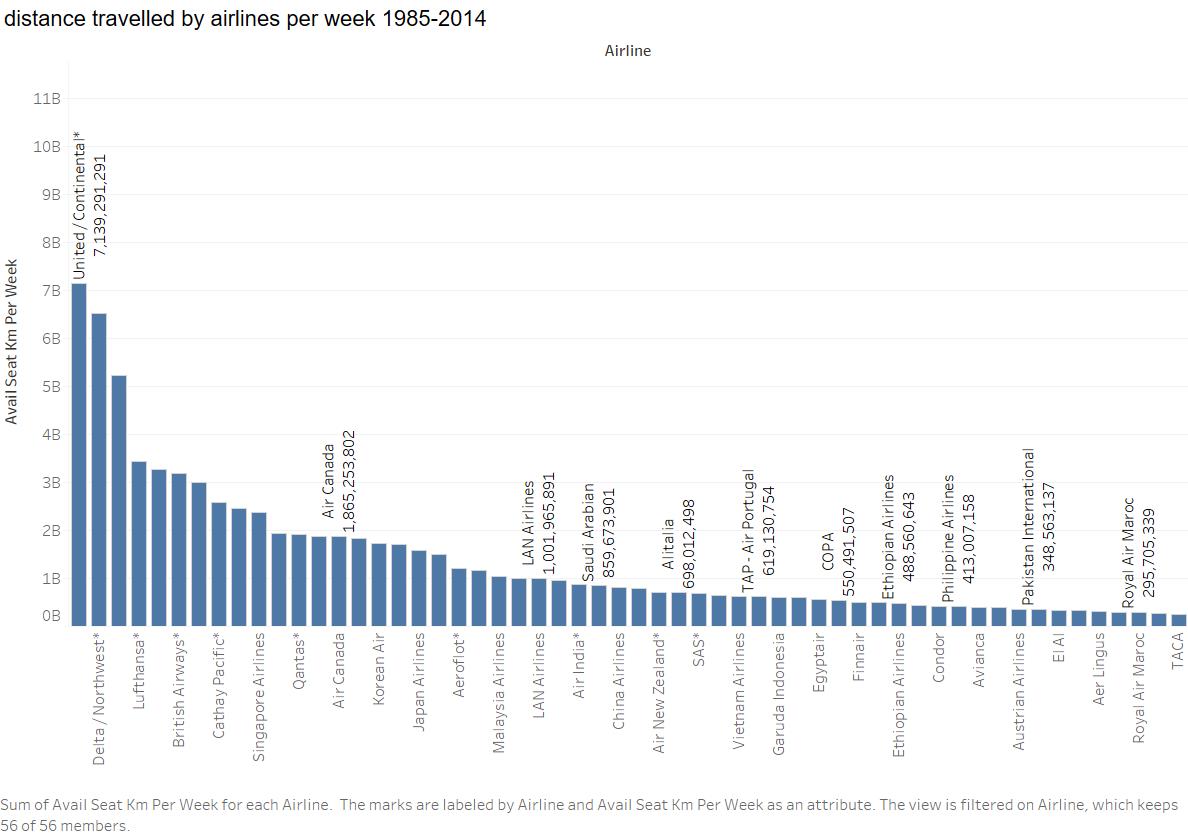 distance travelled by airlines per week 1985-2014
Airline
Avail Seat Km Per Week
11B
10B
9B
8B
7B
6B
5B
4B
3B
2B
1B
0B
United / Continental*
7,139,291,291
Air Canada
1,865,253,802
LAN Airlines
1,001,965,891
Saudi Arabian
859,673,901
Alitalia
698,012,498
TAP - Air Portugal
619,130,754
COPA
550,491,507
Ethiopian Airlines
488,560,643
Philippine Airlines
413,007,158
Pakistan International
348,563,137
Royal Air Maroc
295,705,339
Delta / Northwest*
Lufthansa*
British Airways*
Cathay Pacific*
Singapore Airlines
Qantas*
Air Canada
Korean Air
Japan Airlines
Aeroflot*
Malaysia Airlines
LAN Airlines
Air India*
China Airlines
Air New Zealand*
SAS*
Vietnam Airlines
Garuda Indonesia
Egyptair
Finnair
Ethiopian Airlines
Condor
Avianca
Austrian Airlines
El Al
Aer Lingus
Royal Air Maroc
TACA
Sum of Avail Seat Km Per Week for each Airline.  The marks are labeled by Airline and Avail Seat Km Per Week as an attribute. The view is filtered on Airline, which keeps
56 of 56 members.